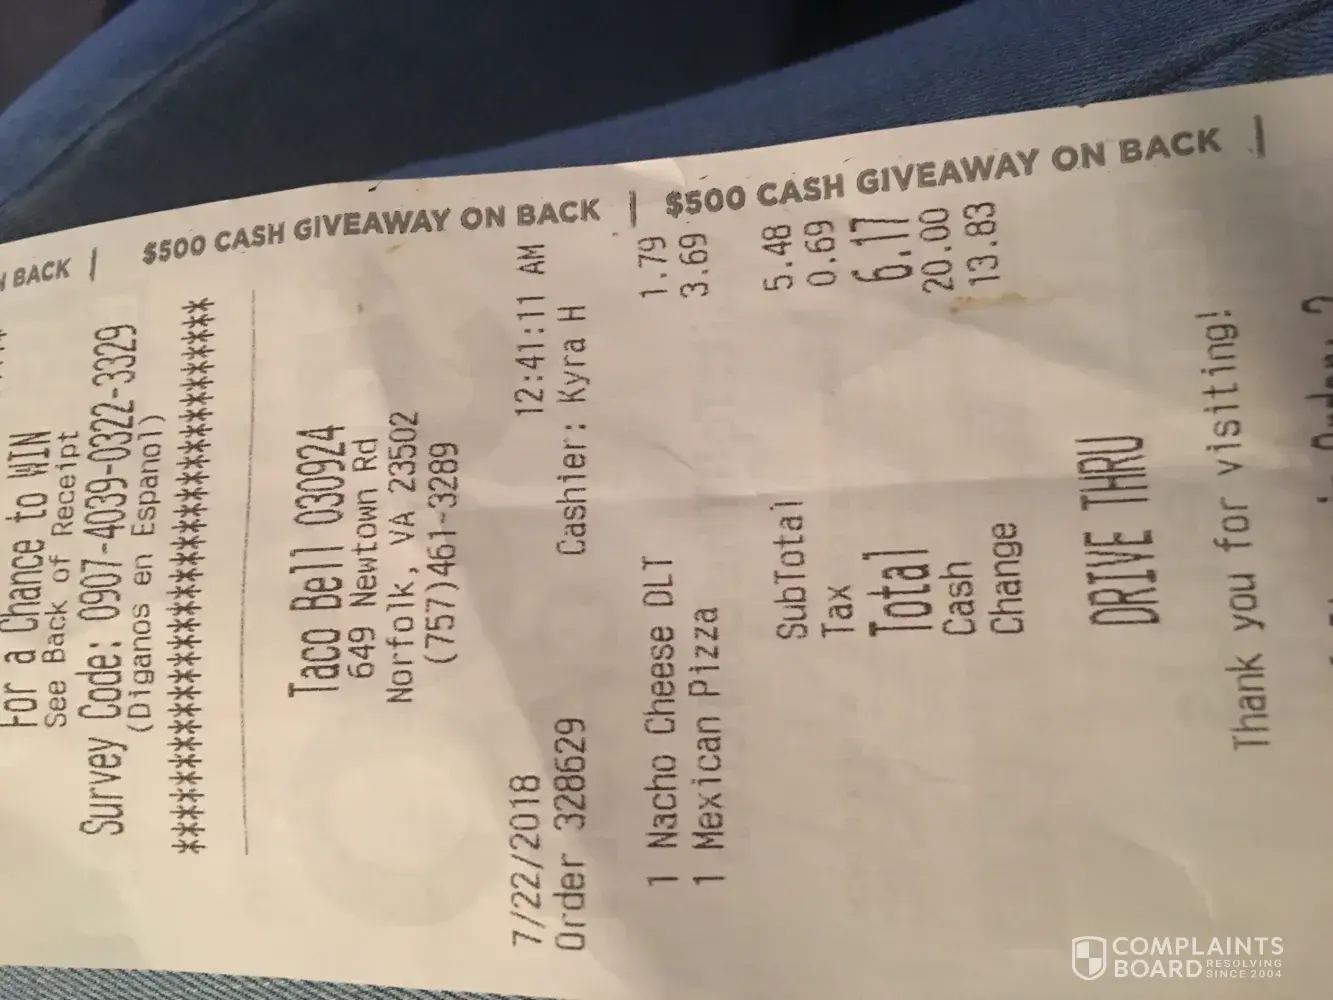 For a Chance to WIN
See Back of Receipt
Survey Code: 0907-4039-0322-3329
(Diganos en Espanol)
******************************
Taco Bell 030924
649 Newtown Rd
Norfolk, VA 23502
(757)461-3289
7/22/2018 12:41:11 AM
Order 328629 Cashier: Kyra H
1 Nacho Cheese DLT 1.79
1 Mexican Pizza 3.69
SubTotal 5.48
Tax 0.69
Total 6.17
Cash 20.00
Change 13.83
DRIVE THRU
Thank you for visiting!
BACK | $500 CASH GIVEAWAY ON BACK | $500 CASH GIVEAWAY ON BACK |
COMPLAINTS
BOARD RESOLVING
SINCE 2004